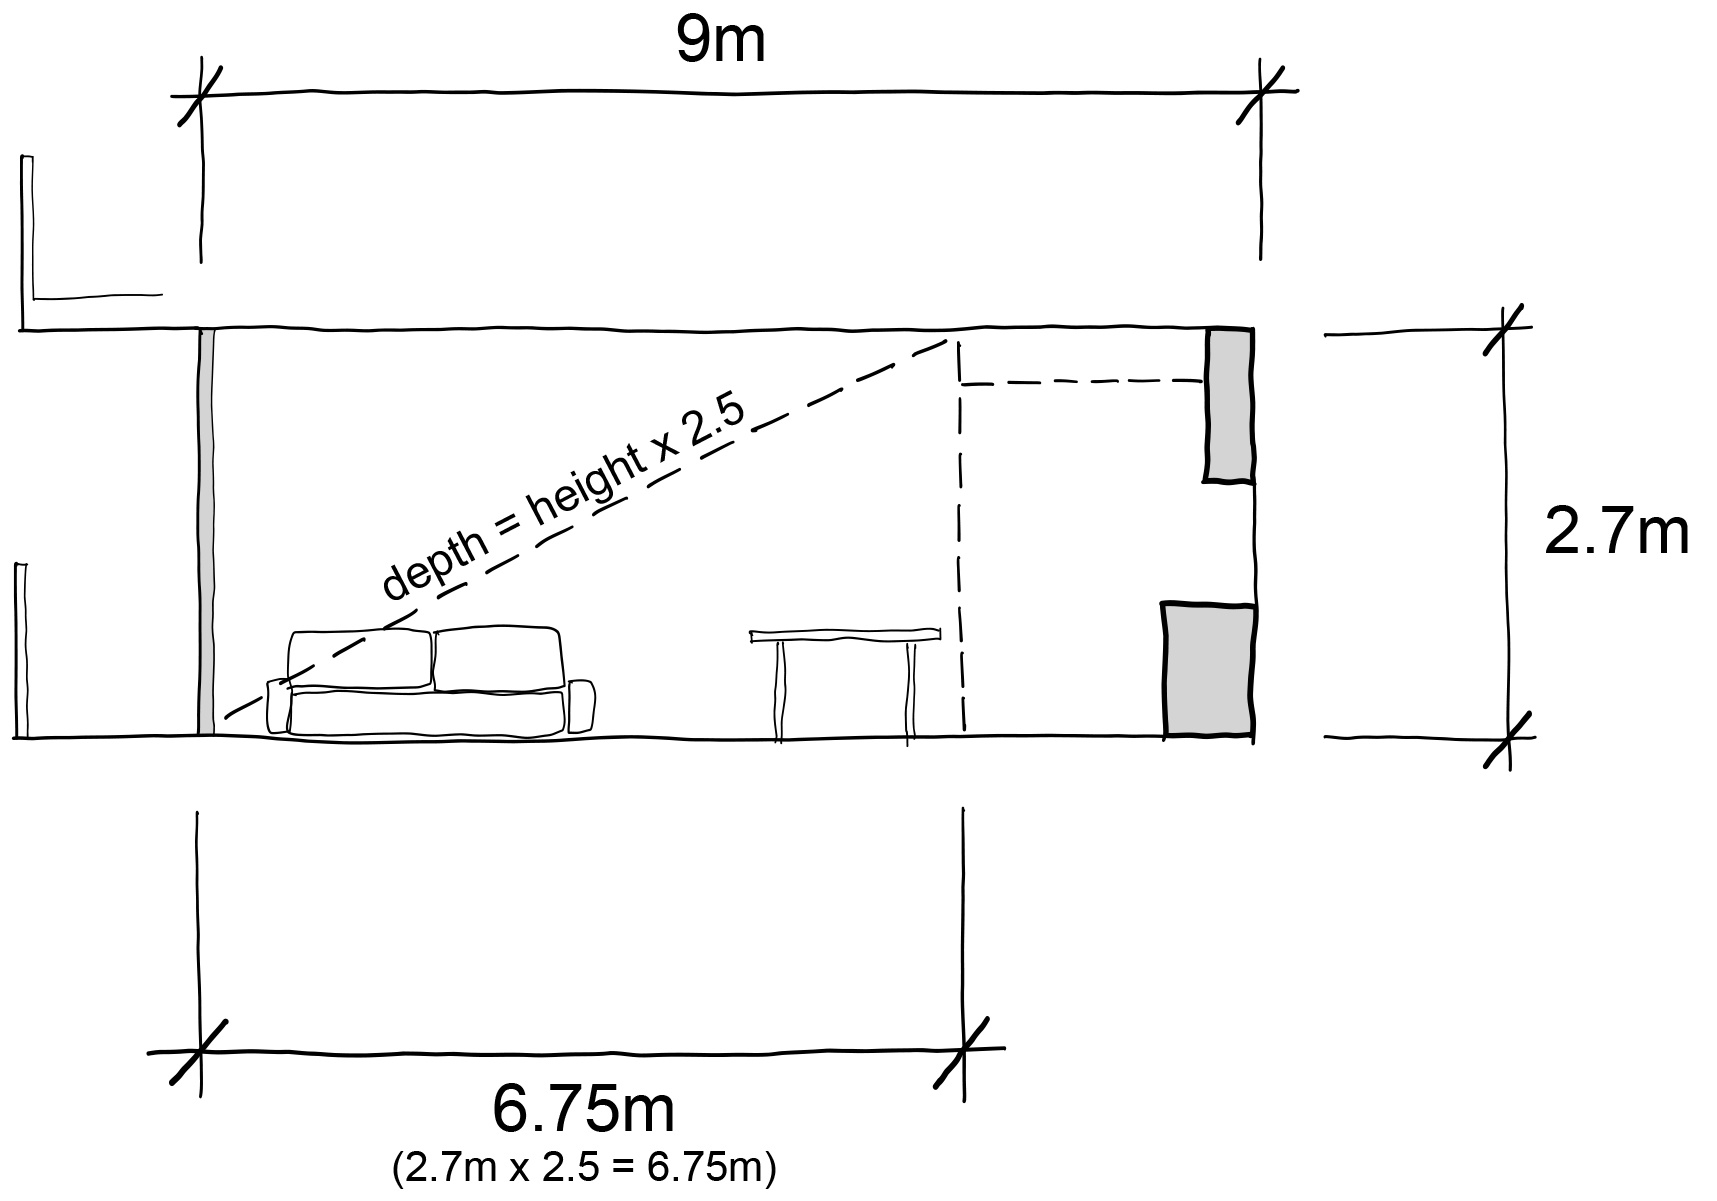 9m
depth = height x 2.5
2.7m
6.75m
(2.7m x 2.5 = 6.75m)